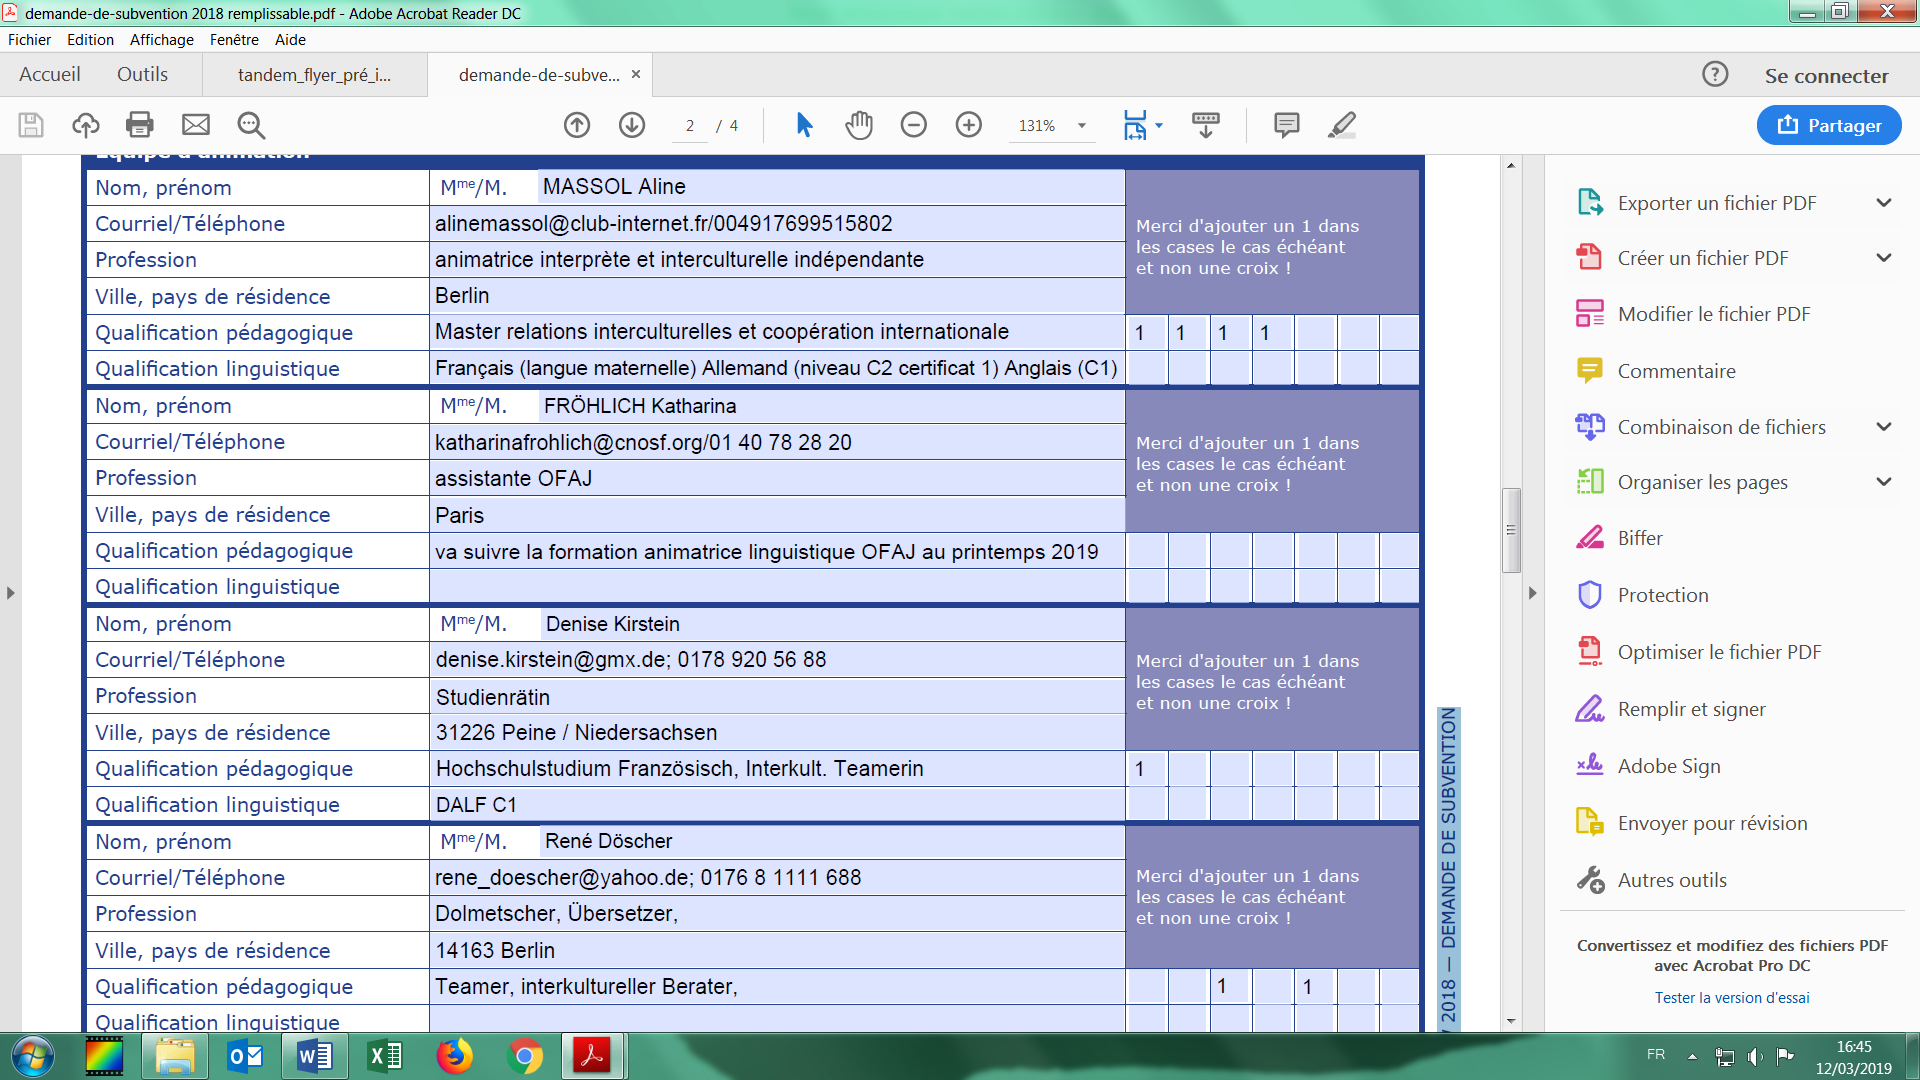 demande-de-subvention 2018 remplissable.pdf - Adobe Acrobat Reader DC
Fichier Edition Affichage Fenêtre Aide
Accueil Outils tandem_flyer_pré_i... demande-de-subve... × ? Se connecter
2 / 4 131% Partager
Equipe d'animation
Nom, prénom Mme/M. MASSOL Aline
Courriel/Téléphone alinemassol@club-internet.fr/004917699515802
Profession animatrice interprète et interculturelle indépendante
Ville, pays de résidence Berlin
Merci d'ajouter un 1 dans
les cases le cas échéant
et non une croix !
Qualification pédagogique Master relations interculturelles et coopération internationale 1 1 1 1
Qualification linguistique Français (langue maternelle) Allemand (niveau C2 certificat 1) Anglais (C1)
Nom, prénom Mme/M. FRÖHLICH Katharina
Courriel/Téléphone katharinafrohlich@cnosf.org/01 40 78 28 20
Profession assistante OFAJ
Ville, pays de résidence Paris
Merci d'ajouter un 1 dans
les cases le cas échéant
et non une croix !
Qualification pédagogique va suivre la formation animatrice linguistique OFAJ au printemps 2019
Qualification linguistique
Nom, prénom Mme/M. Denise Kirstein
Courriel/Téléphone denise.kirstein@gmx.de; 0178 920 56 88
Profession Studienrätin
Ville, pays de résidence 31226 Peine / Niedersachsen
Merci d'ajouter un 1 dans
les cases le cas échéant
et non une croix !
Qualification pédagogique Hochschulstudium Französisch, Interkult. Teamerin 1
Qualification linguistique DALF C1
Nom, prénom Mme/M. René Döscher
Courriel/Téléphone rene_doescher@yahoo.de; 0176 8 1111 688
Profession Dolmetscher, Übersetzer,
Ville, pays de résidence 14163 Berlin
Merci d'ajouter un 1 dans
les cases le cas échéant
et non une croix !
Qualification pédagogique Teamer, interkultureller Berater, 1 1
Qualification linguistique
2018 — DEMANDE DE SUBVENTION
Exporter un fichier PDF
Créer un fichier PDF
Modifier le fichier PDF
Commentaire
Combinaison de fichiers
Organiser les pages
Biffer
Protection
Optimiser le fichier PDF
Remplir et signer
Adobe Sign
Envoyer pour révision
Autres outils
Convertissez et modifiez des fichiers PDF
avec Acrobat Pro DC
Tester la version d'essai
FR 16:45
12/03/2019